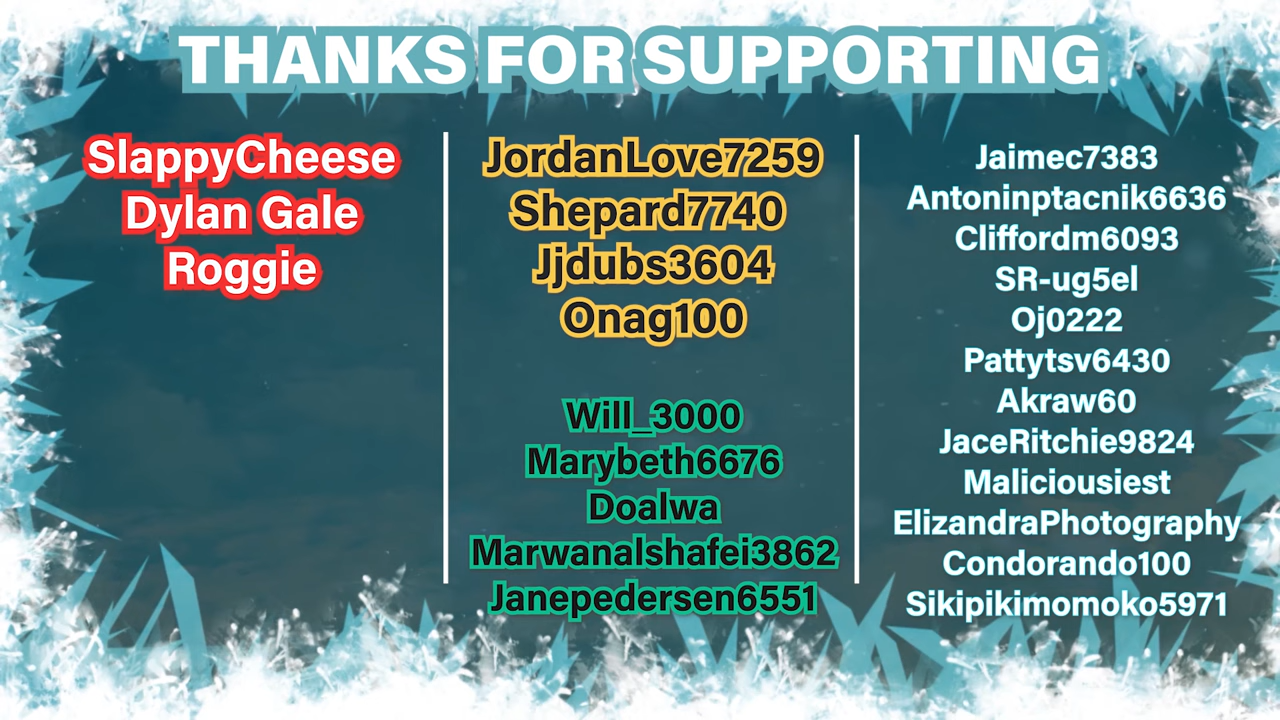 THANKS FOR SUPPORTING
SlappyCheese
Dylan Gale
Roggie
JordanLove7259
Shepard7740
Jjdubs3604
Onag100
Will_3000
Marybeth6676
Doalwa
Marwanalshafei3862
Janepedersen6551
Jaimec7383
Antoninptacnik6636
Cliffordm6093
SR-ug5el
Oj0222
Pattytsv6430
Akraw60
JaceRitchie9824
Maliciousiest
ElizandraPhotography
Condorando100
Sikipikimomoko5971